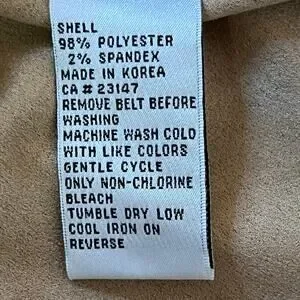 SHELL
98% POLYESTER
2% SPANDEX
MADE IN KOREA
CA # 23147
REMOVE BELT BEFORE
WASHING
MACHINE WASH COLD
WITH LIKE COLORS
GENTLE CYCLE
ONLY NON-CHLORINE
BLEACH
TUMBLE DRY LOW
COOL IRON ON
REVERSE